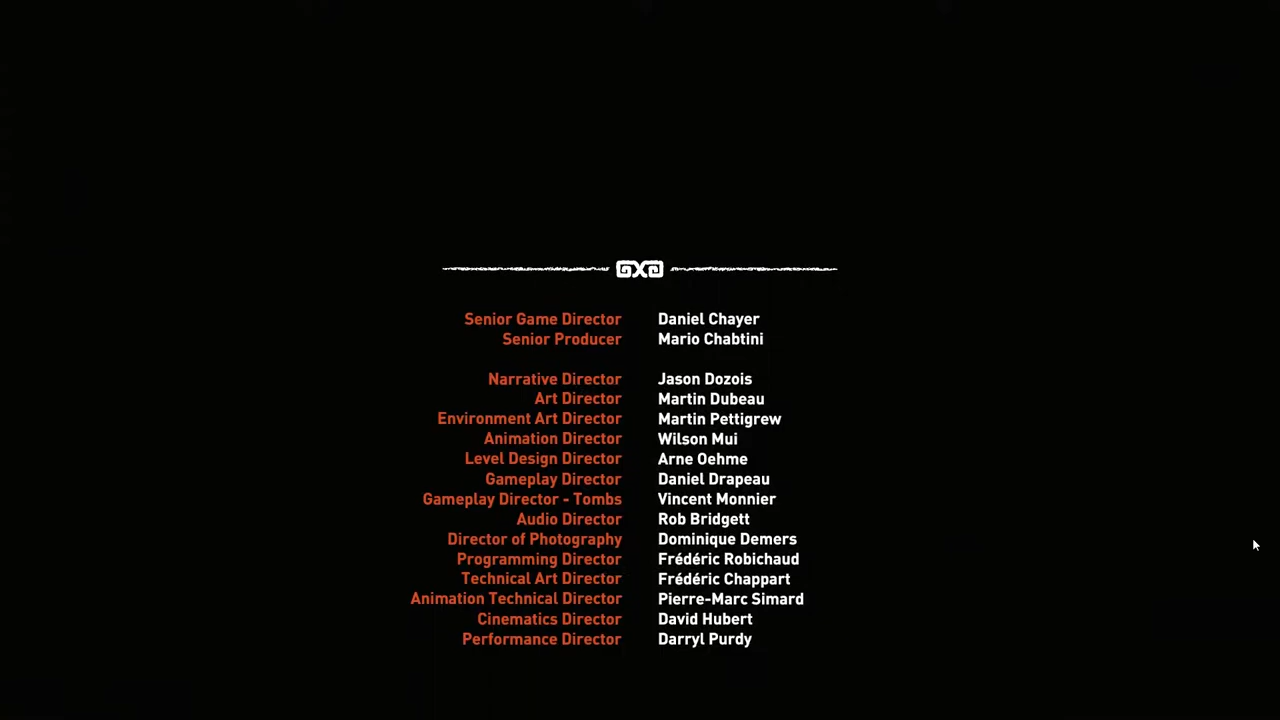 Senior Game Director Daniel Chayer
Senior Producer Mario Chabtini
Narrative Director Jason Dozois
Art Director Martin Dubeau
Environment Art Director Martin Pettigrew
Animation Director Wilson Mui
Level Design Director Arne Oehme
Gameplay Director Daniel Drapeau
Gameplay Director - Tombs Vincent Monnier
Audio Director Rob Bridgett
Director of Photography Dominique Demers
Programming Director Frédéric Robichaud
Technical Art Director Frédéric Chappart
Animation Technical Director Pierre-Marc Simard
Cinematics Director David Hubert
Performance Director Darryl Purdy